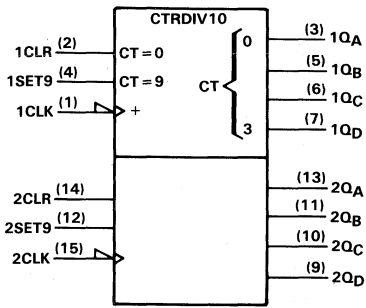 CTRDIV10
1CLR (2) CT=0 0 (3) 1QA
1SET9 (4) CT=9 (5) 1QB
1CLK (1) + CT (6) 1QC
3 (7) 1QD
2CLR (14) (13) 2QA
2SET9 (12) (11) 2QB
2CLK (15) (10) 2QC
(9) 2QD